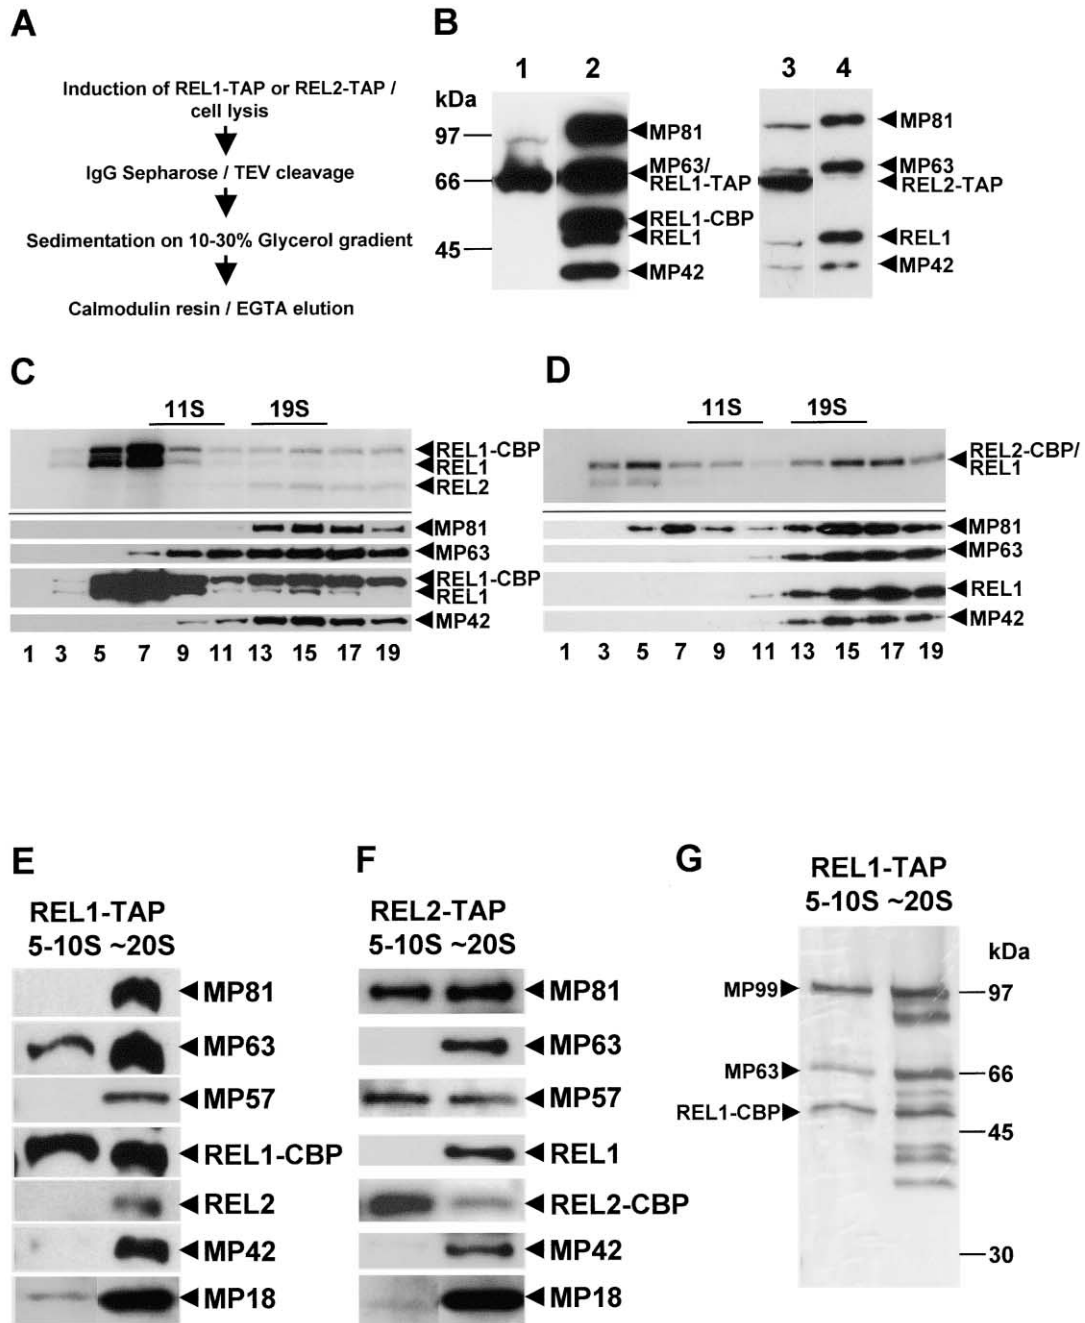 A
Induction of REL1-TAP or REL2-TAP /
cell lysis
IgG Sepharose / TEV cleavage
Sedimentation on 10-30% Glycerol gradient
Calmodulin resin / EGTA elution
B
1 2 3 4
kDa
97
66
45
MP81
MP63/
REL1-TAP
REL1-CBP
REL1
MP42
MP81
MP63
REL2-TAP
REL1
MP42
C
11S 19S
REL1-CBP
REL1
REL2
MP81
MP63
REL1-CBP
REL1
MP42
1 3 5 7 9 11 13 15 17 19
D
11S 19S
REL2-CBP/
REL1
MP81
MP63
REL1
MP42
1 3 5 7 9 11 13 15 17 19
E
REL1-TAP
5-10S ~20S
MP81
MP63
MP57
REL1-CBP
REL2
MP42
MP18
F
REL2-TAP
5-10S ~20S
MP81
MP63
MP57
REL1
REL2-CBP
MP42
MP18
G
REL1-TAP
5-10S ~20S
kDa
MP99
97
MP63
66
REL1-CBP
45
30